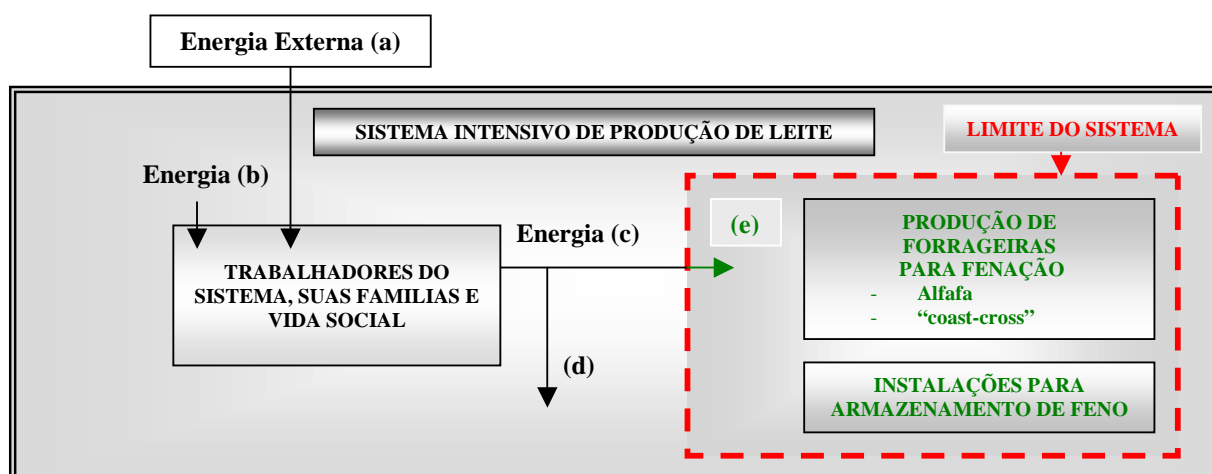 Energia Externa (a)
SISTEMA INTENSIVO DE PRODUÇÃO DE LEITE
LIMITE DO SISTEMA
Energia (b)
Energia (c)
(e)
TRABALHADORES DO
SISTEMA, SUAS FAMILIAS E
VIDA SOCIAL
(d)
PRODUÇÃO DE
FORRAGEIRAS
PARA FENAÇÃO
- Alfafa
- “coast-cross”
INSTALAÇÕES PARA
ARMAZENAMENTO DE FENO